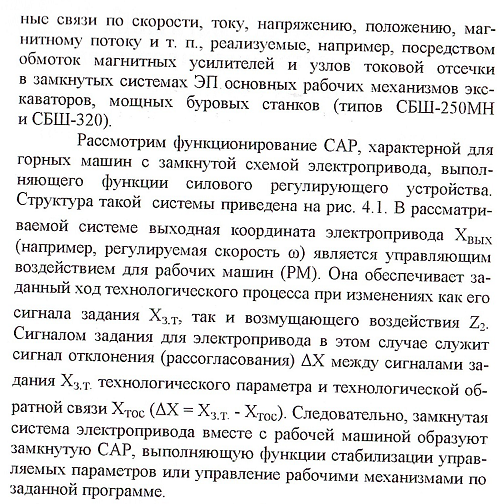 ные связи по скорости, току, напряжению, положению, маг-
нитному потоку и т. п., реализуемые, например, посредством
обмоток магнитных усилителей и узлов токовой отсечки
в замкнутых системах ЭП основных рабочих механизмов экс-
каваторов, мощных буровых станков (типов СБШ-250МН
и СБШ-320).
Рассмотрим функционирование САР, характерной для
горных машин с замкнутой схемой электропривода, выпол-
няющего функции силового регулирующего устройства.
Структура такой системы приведена на рис. 4.1. В рассматри-
ваемой системе выходная координата электропривода Xвых
(например, регулируемая скорость ω) является управляющим
воздействием для рабочих машин (РМ). Она обеспечивает за-
данный ход технологического процесса при изменениях как его
сигнала задания Xз.т, так и возмущающего воздействия Z₂.
Сигналом задания для электропривода в этом случае служит
сигнал отклонения (рассогласования) ΔX между сигналами за-
дания Xз.т. технологического параметра и технологической об-
ратной связи Xтос (ΔX = Xз.т. - Xтос). Следовательно, замкнутая
система электропривода вместе с рабочей машиной образуют
замкнутую САР, выполняющую функции стабилизации управ-
ляемых параметров или управление рабочими механизмами по
заданной программе.